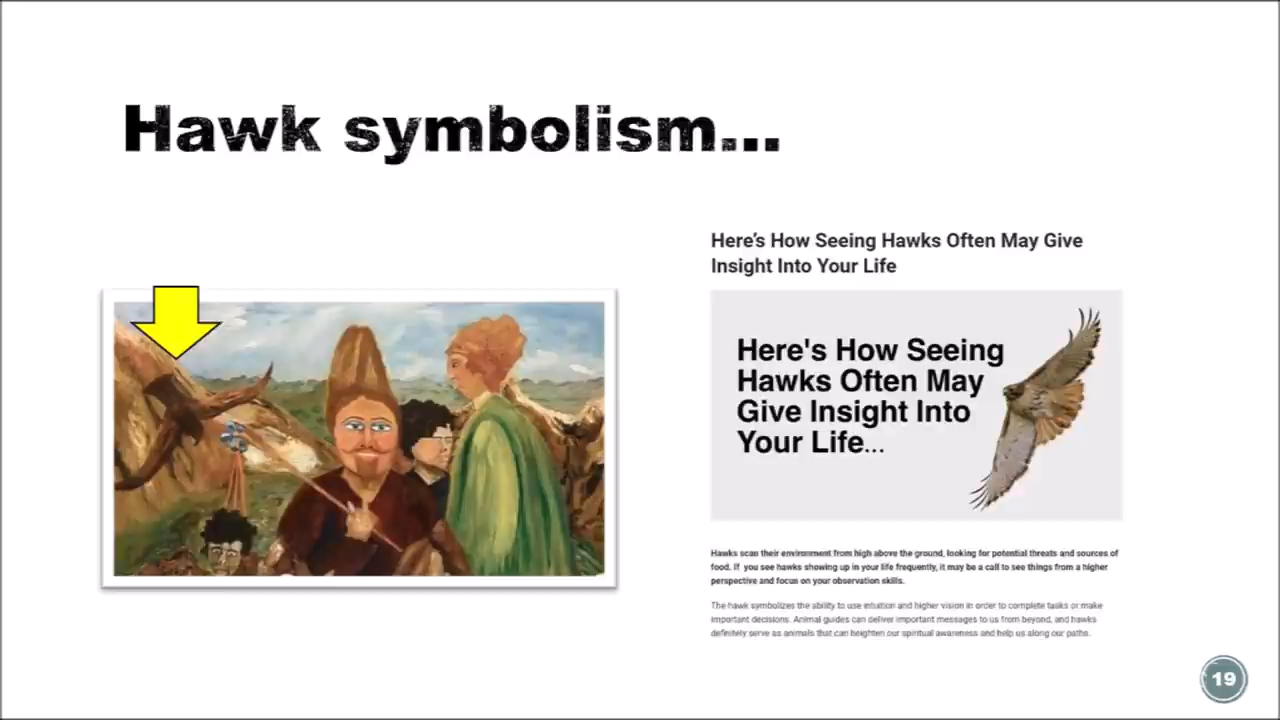 Hawk symbolism...
Here's How Seeing Hawks Often May Give
Insight Into Your Life
Here's How Seeing
Hawks Often May
Give Insight Into
Your Life...
Hawks scan their environment from high above the ground, looking for potential threats and sources of
food. If you see hawks showing up in your life frequently, it may be a call to see things from a higher
perspective and focus on your observation skills.
The hawk symbolizes the ability to use intuition and higher vision in order to complete tasks or make
important decisions. Animal guides can deliver important messages to us from beyond, and hawks
definitely serve as animals that can heighten our spiritual awareness and help us along our paths.
19